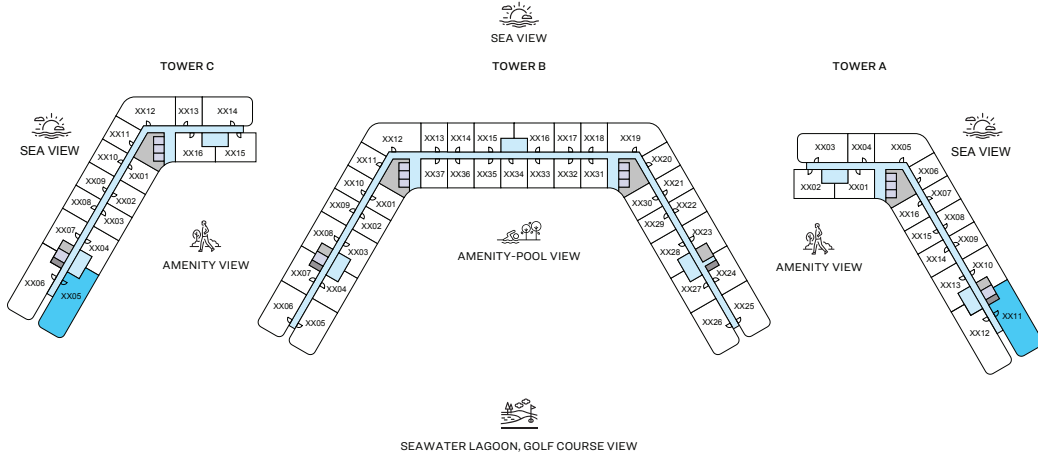 SEA VIEW
TOWER C
TOWER B
TOWER A
SEA VIEW
SEA VIEW
AMENITY VIEW
AMENITY-POOL VIEW
AMENITY VIEW
XX12
XX13
XX14
XX11
XX10
XX09
XX08
XX07
XX06
XX05
XX04
XX03
XX02
XX01
XX16
XX15
XX12
XX13
XX14
XX15
XX16
XX17
XX18
XX19
XX11
XX10
XX09
XX08
XX07
XX06
XX05
XX04
XX03
XX02
XX01
XX37
XX36
XX35
XX34
XX33
XX32
XX31
XX30
XX29
XX28
XX27
XX26
XX20
XX21
XX22
XX23
XX24
XX25
XX03
XX04
XX05
XX02
XX01
XX06
XX07
XX08
XX09
XX10
XX11
XX16
XX15
XX14
XX13
XX12
SEAWATER LAGOON, GOLF COURSE VIEW